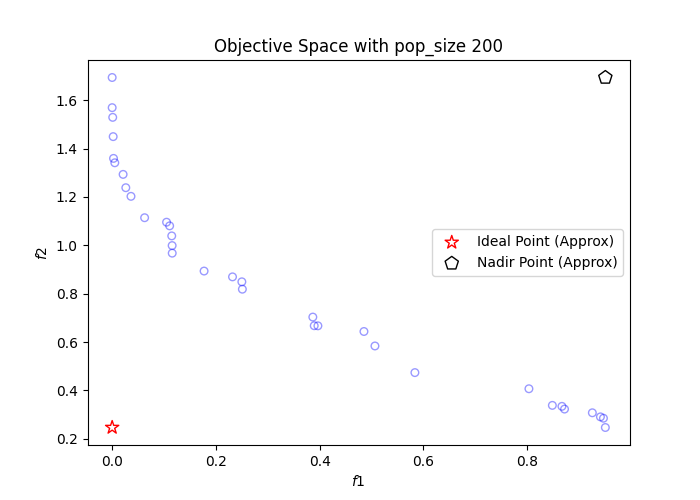 Objective Space with pop_size 200
f2
1.6
1.4
1.2
1.0
0.8
0.6
0.4
0.2
Ideal Point (Approx)
Nadir Point (Approx)
0.0 0.2 0.4 0.6 0.8
f1